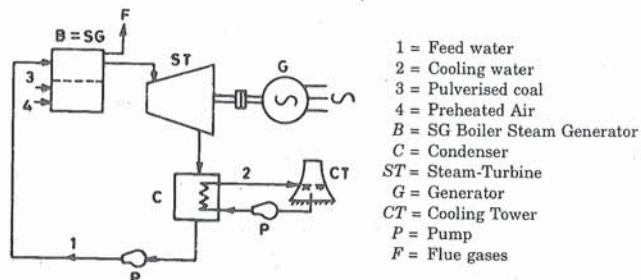 F
B = SG
ST
G
3
4
2
CT
C
P
1
P
1 = Feed water
2 = Cooling water
3 = Pulverised coal
4 = Preheated Air
B = SG Boiler Steam Generator
C = Condenser
ST = Steam-Turbine
G = Generator
CT = Cooling Tower
P = Pump
F = Flue gases